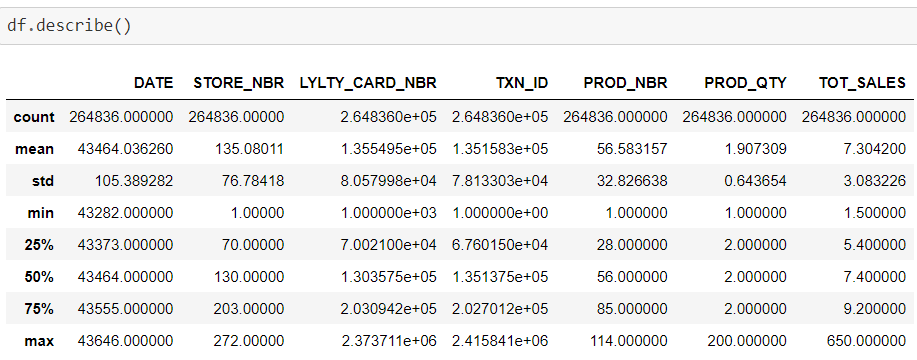 df.describe()
DATE STORE_NBR LYLTY_CARD_NBR TXN_ID PROD_NBR PROD_QTY TOT_SALES
count 264836.000000 264836.00000 2.648360e+05 2.648360e+05 264836.000000 264836.000000 264836.000000
mean 43464.036260 135.08011 1.355495e+05 1.351583e+05 56.583157 1.907309 7.304200
std 105.389282 76.78418 8.057998e+04 7.813303e+04 32.826638 0.643654 3.083226
min 43282.000000 1.00000 1.000000e+03 1.000000e+00 1.000000 1.000000 1.500000
25% 43373.000000 70.00000 7.002100e+04 6.760150e+04 28.000000 2.000000 5.400000
50% 43464.000000 130.00000 1.303575e+05 1.351375e+05 56.000000 2.000000 7.400000
75% 43555.000000 203.00000 2.030942e+05 2.027012e+05 85.000000 2.000000 9.200000
max 43646.000000 272.00000 2.373711e+06 2.415841e+06 114.000000 200.000000 650.000000